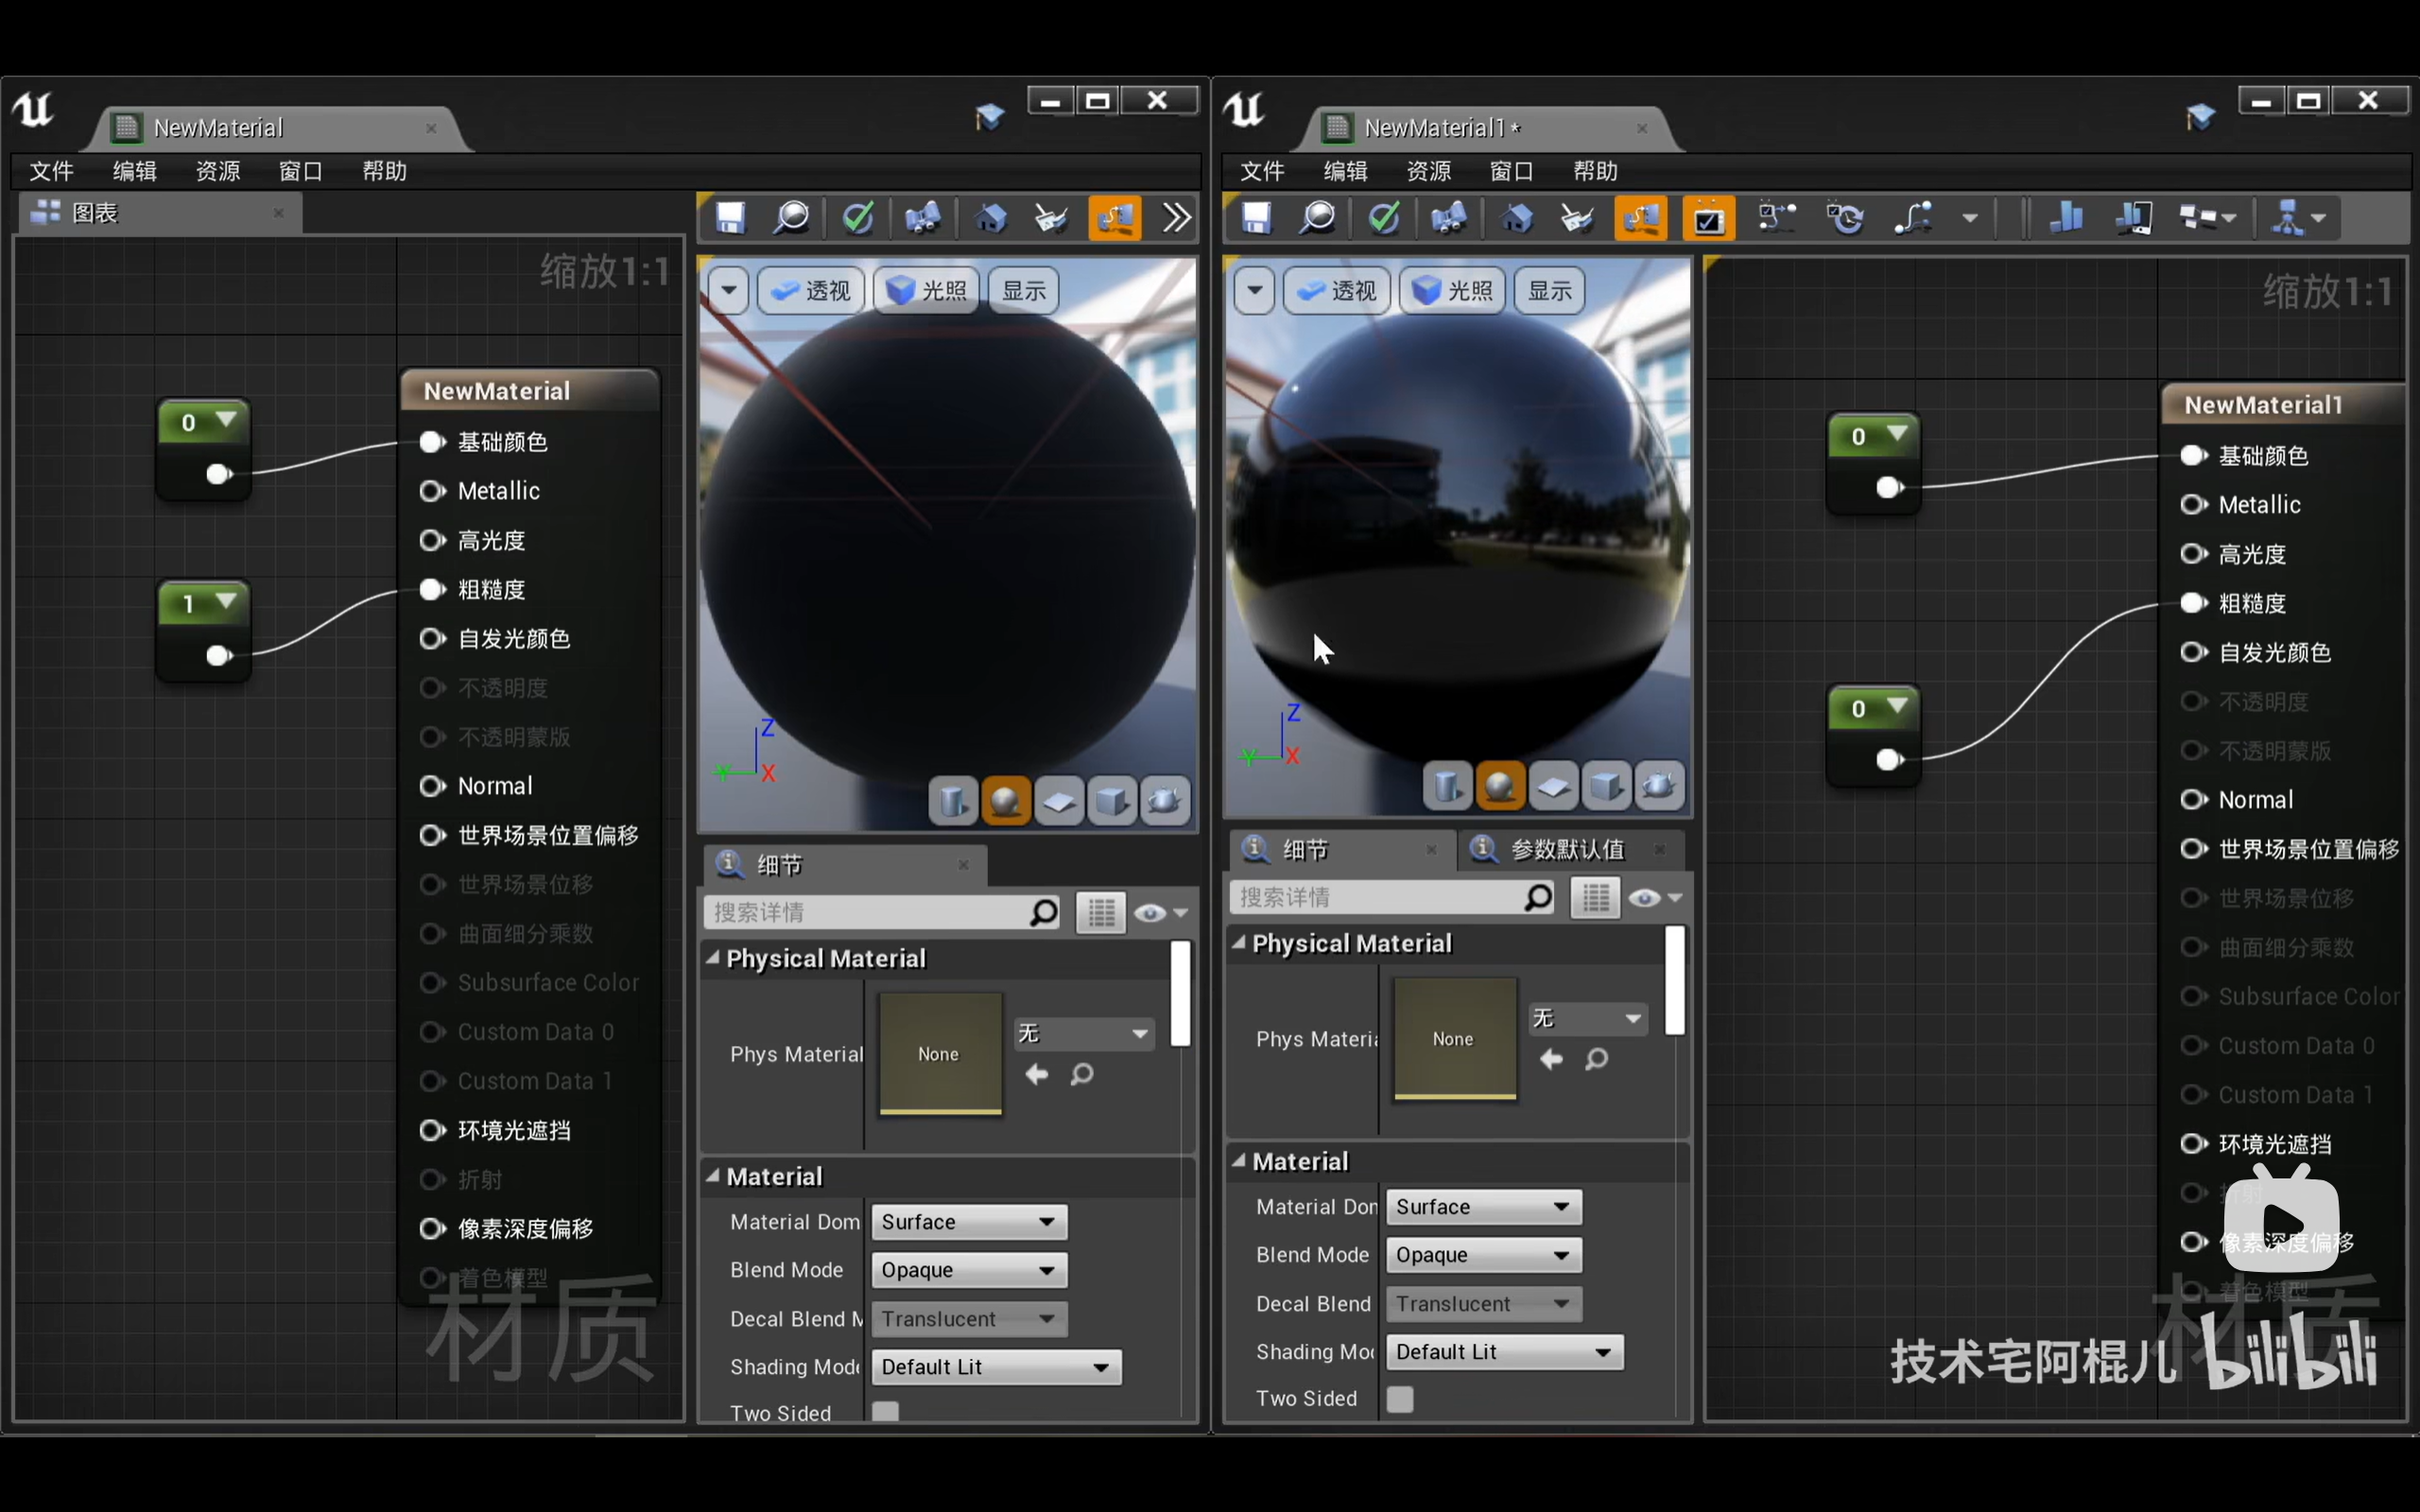 NewMaterial
文件 编辑 资源 窗口 帮助
图表
缩放1:1
0
1
NewMaterial
基础颜色
Metallic
高光度
粗糙度
自发光颜色
不透明度
不透明蒙版
Normal
世界场景位置偏移
世界场景位移
曲面细分乘数
Subsurface Color
Custom Data 0
Custom Data 1
环境光遮挡
折射
像素深度偏移
着色模型
材质
透视 光照 显示
Z
Y X
细节
搜索详情
Physical Material
Phys Material
None
无
Material
Material Dom Surface
Blend Mode Opaque
Decal Blend M Translucent
Shading Mode Default Lit
Two Sided
NewMaterial1*
文件 编辑 资源 窗口 帮助
透视 光照 显示
Z
Y X
细节 参数默认值
搜索详情
Physical Material
Phys Materia
None
无
Material
Material Dom Surface
Blend Mode Opaque
Decal Blend Translucent
Shading Mod Default Lit
Two Sided
缩放1:1
0
0
NewMaterial1
基础颜色
Metallic
高光度
粗糙度
自发光颜色
不透明度
不透明蒙版
Normal
世界场景位置偏移
世界场景位移
曲面细分乘数
Subsurface Color
Custom Data 0
Custom Data 1
环境光遮挡
折射
像素深度偏移
着色模型
材质
技术宅阿棍儿 bilibili